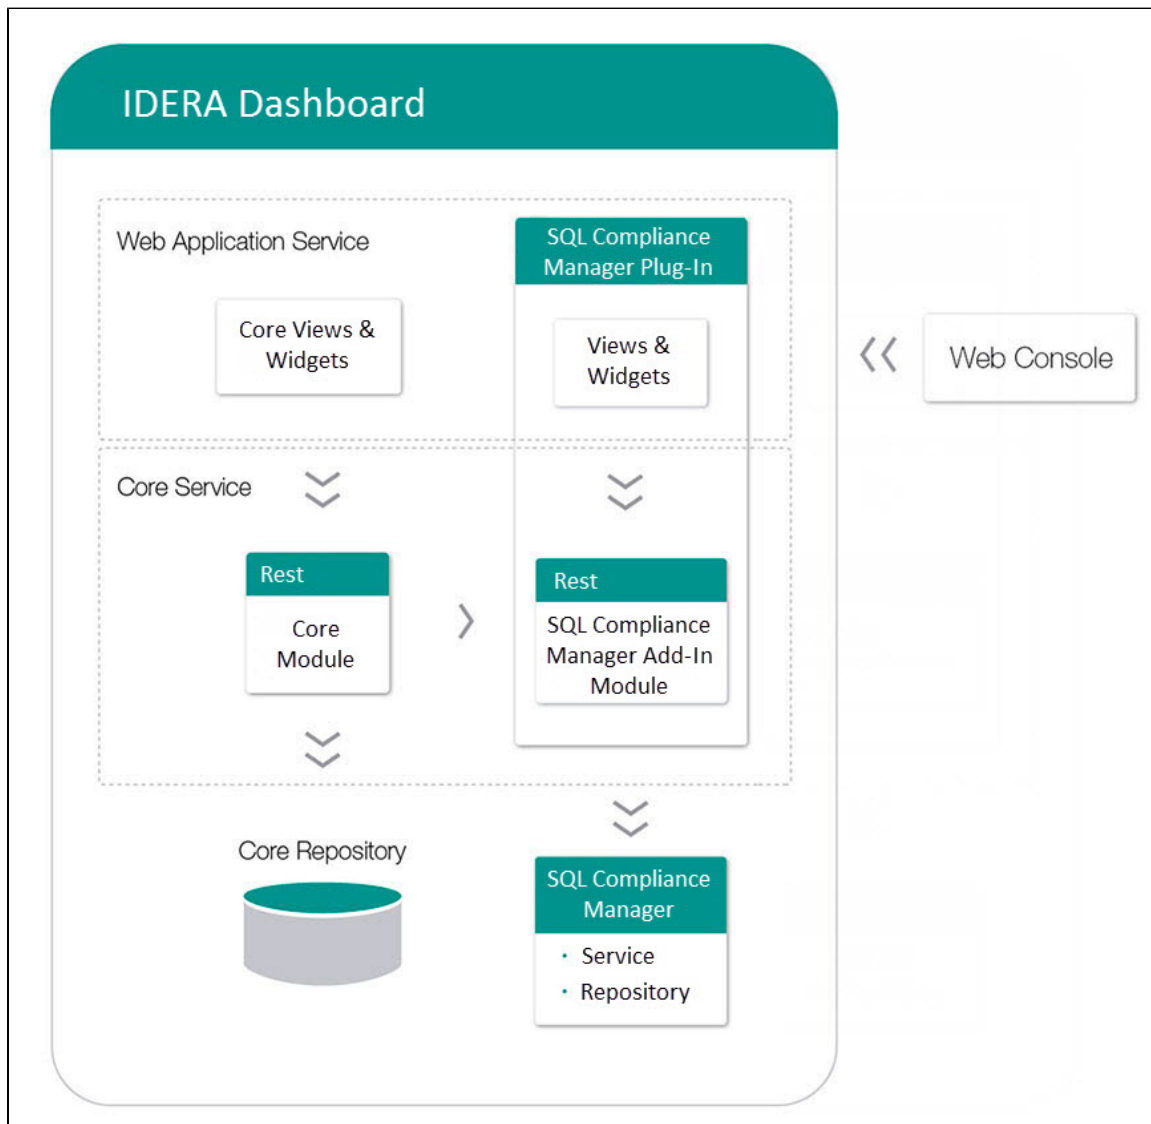 IDERA Dashboard
Web Application Service
SQL Compliance
Manager Plug-In
Core Views &
Widgets
Views &
Widgets
Web Console
Core Service
Rest
Core
Module
Rest
SQL Compliance
Manager Add-In
Module
Core Repository
SQL Compliance
Manager
· Service
· Repository